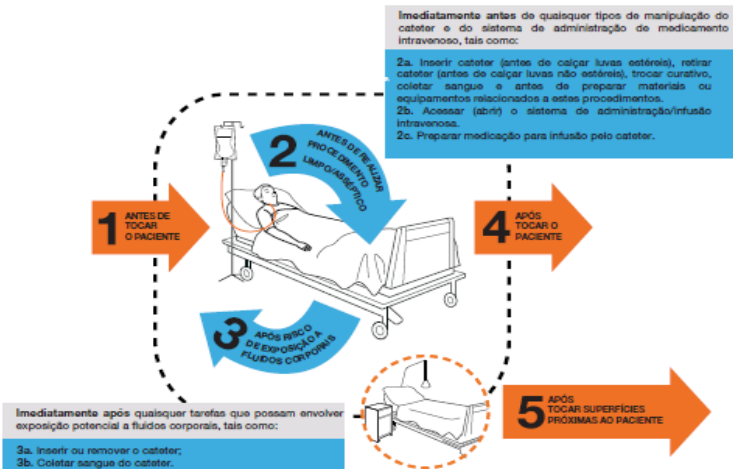 Imediatamente antes de quaisquer tipos de manipulação do
cateter e do sistema de administração de medicamento
intravenoso, tais como:
2a. Inserir cateter (antes de calçar luvas estéreis), retirar
cateter (antes de calçar luvas não estéreis), trocar curativo,
coletar sangue e antes de preparar materiais ou
equipamentos relacionados a estes procedimentos.
2b. Acessar (abrir) o sistema de administração/infusão
intravenosa.
2c. Preparar medicação para infusão pelo cateter.
1 ANTES DE
TOCAR
O PACIENTE
2 ANTES DE REALIZAR
PROCEDIMENTO
LIMPO/ASSÉPTICO
3 APÓS RISCO
DE EXPOSIÇÃO A
FLUIDOS CORPORAIS
4 APÓS
TOCAR O
PACIENTE
5 APÓS
TOCAR SUPERFÍCIES
PRÓXIMAS AO PACIENTE
Imediatamente após quaisquer tarefas que possam envolver
exposição potencial a fluidos corporais, tais como:
3a. Inserir ou remover o cateter;
3b. Coletar sangue do cateter.